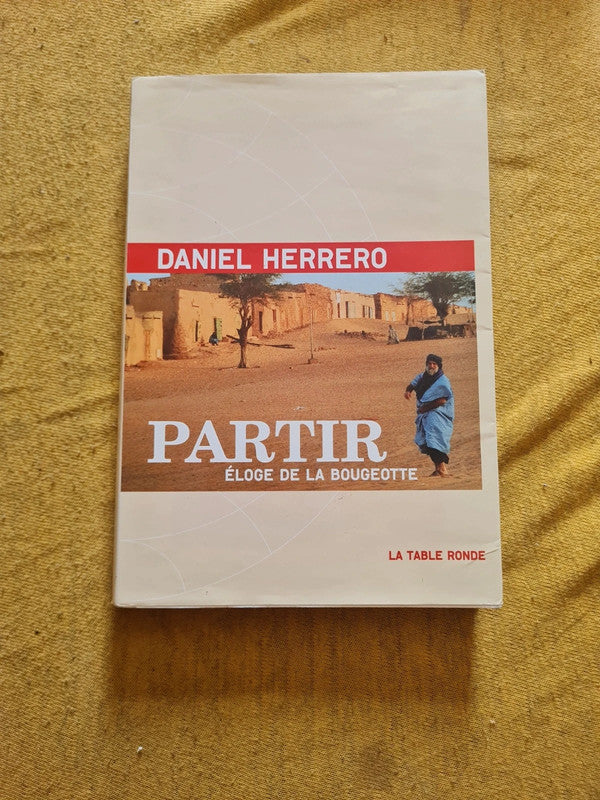 DANIEL HERRERO
PARTIR
ÉLOGE DE LA BOUGEOTTE
LA TABLE RONDE